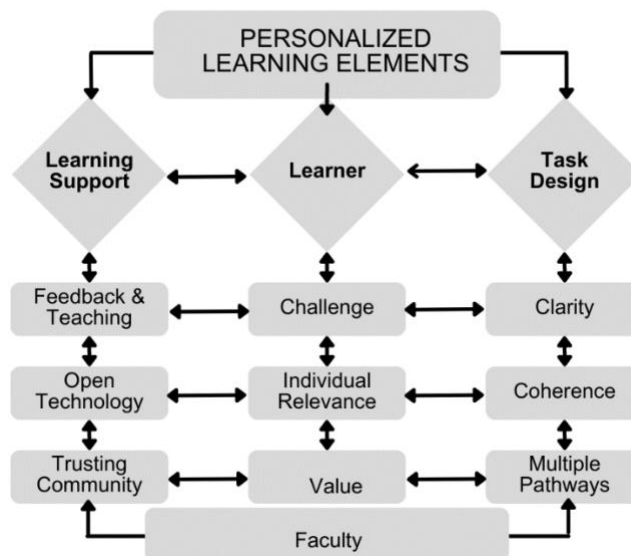 PERSONALIZED
LEARNING ELEMENTS
Learning
Support
Learner
Task
Design
Feedback &
Teaching
Challenge
Clarity
Open
Technology
Individual
Relevance
Coherence
Trusting
Community
Value
Multiple
Pathways
Faculty